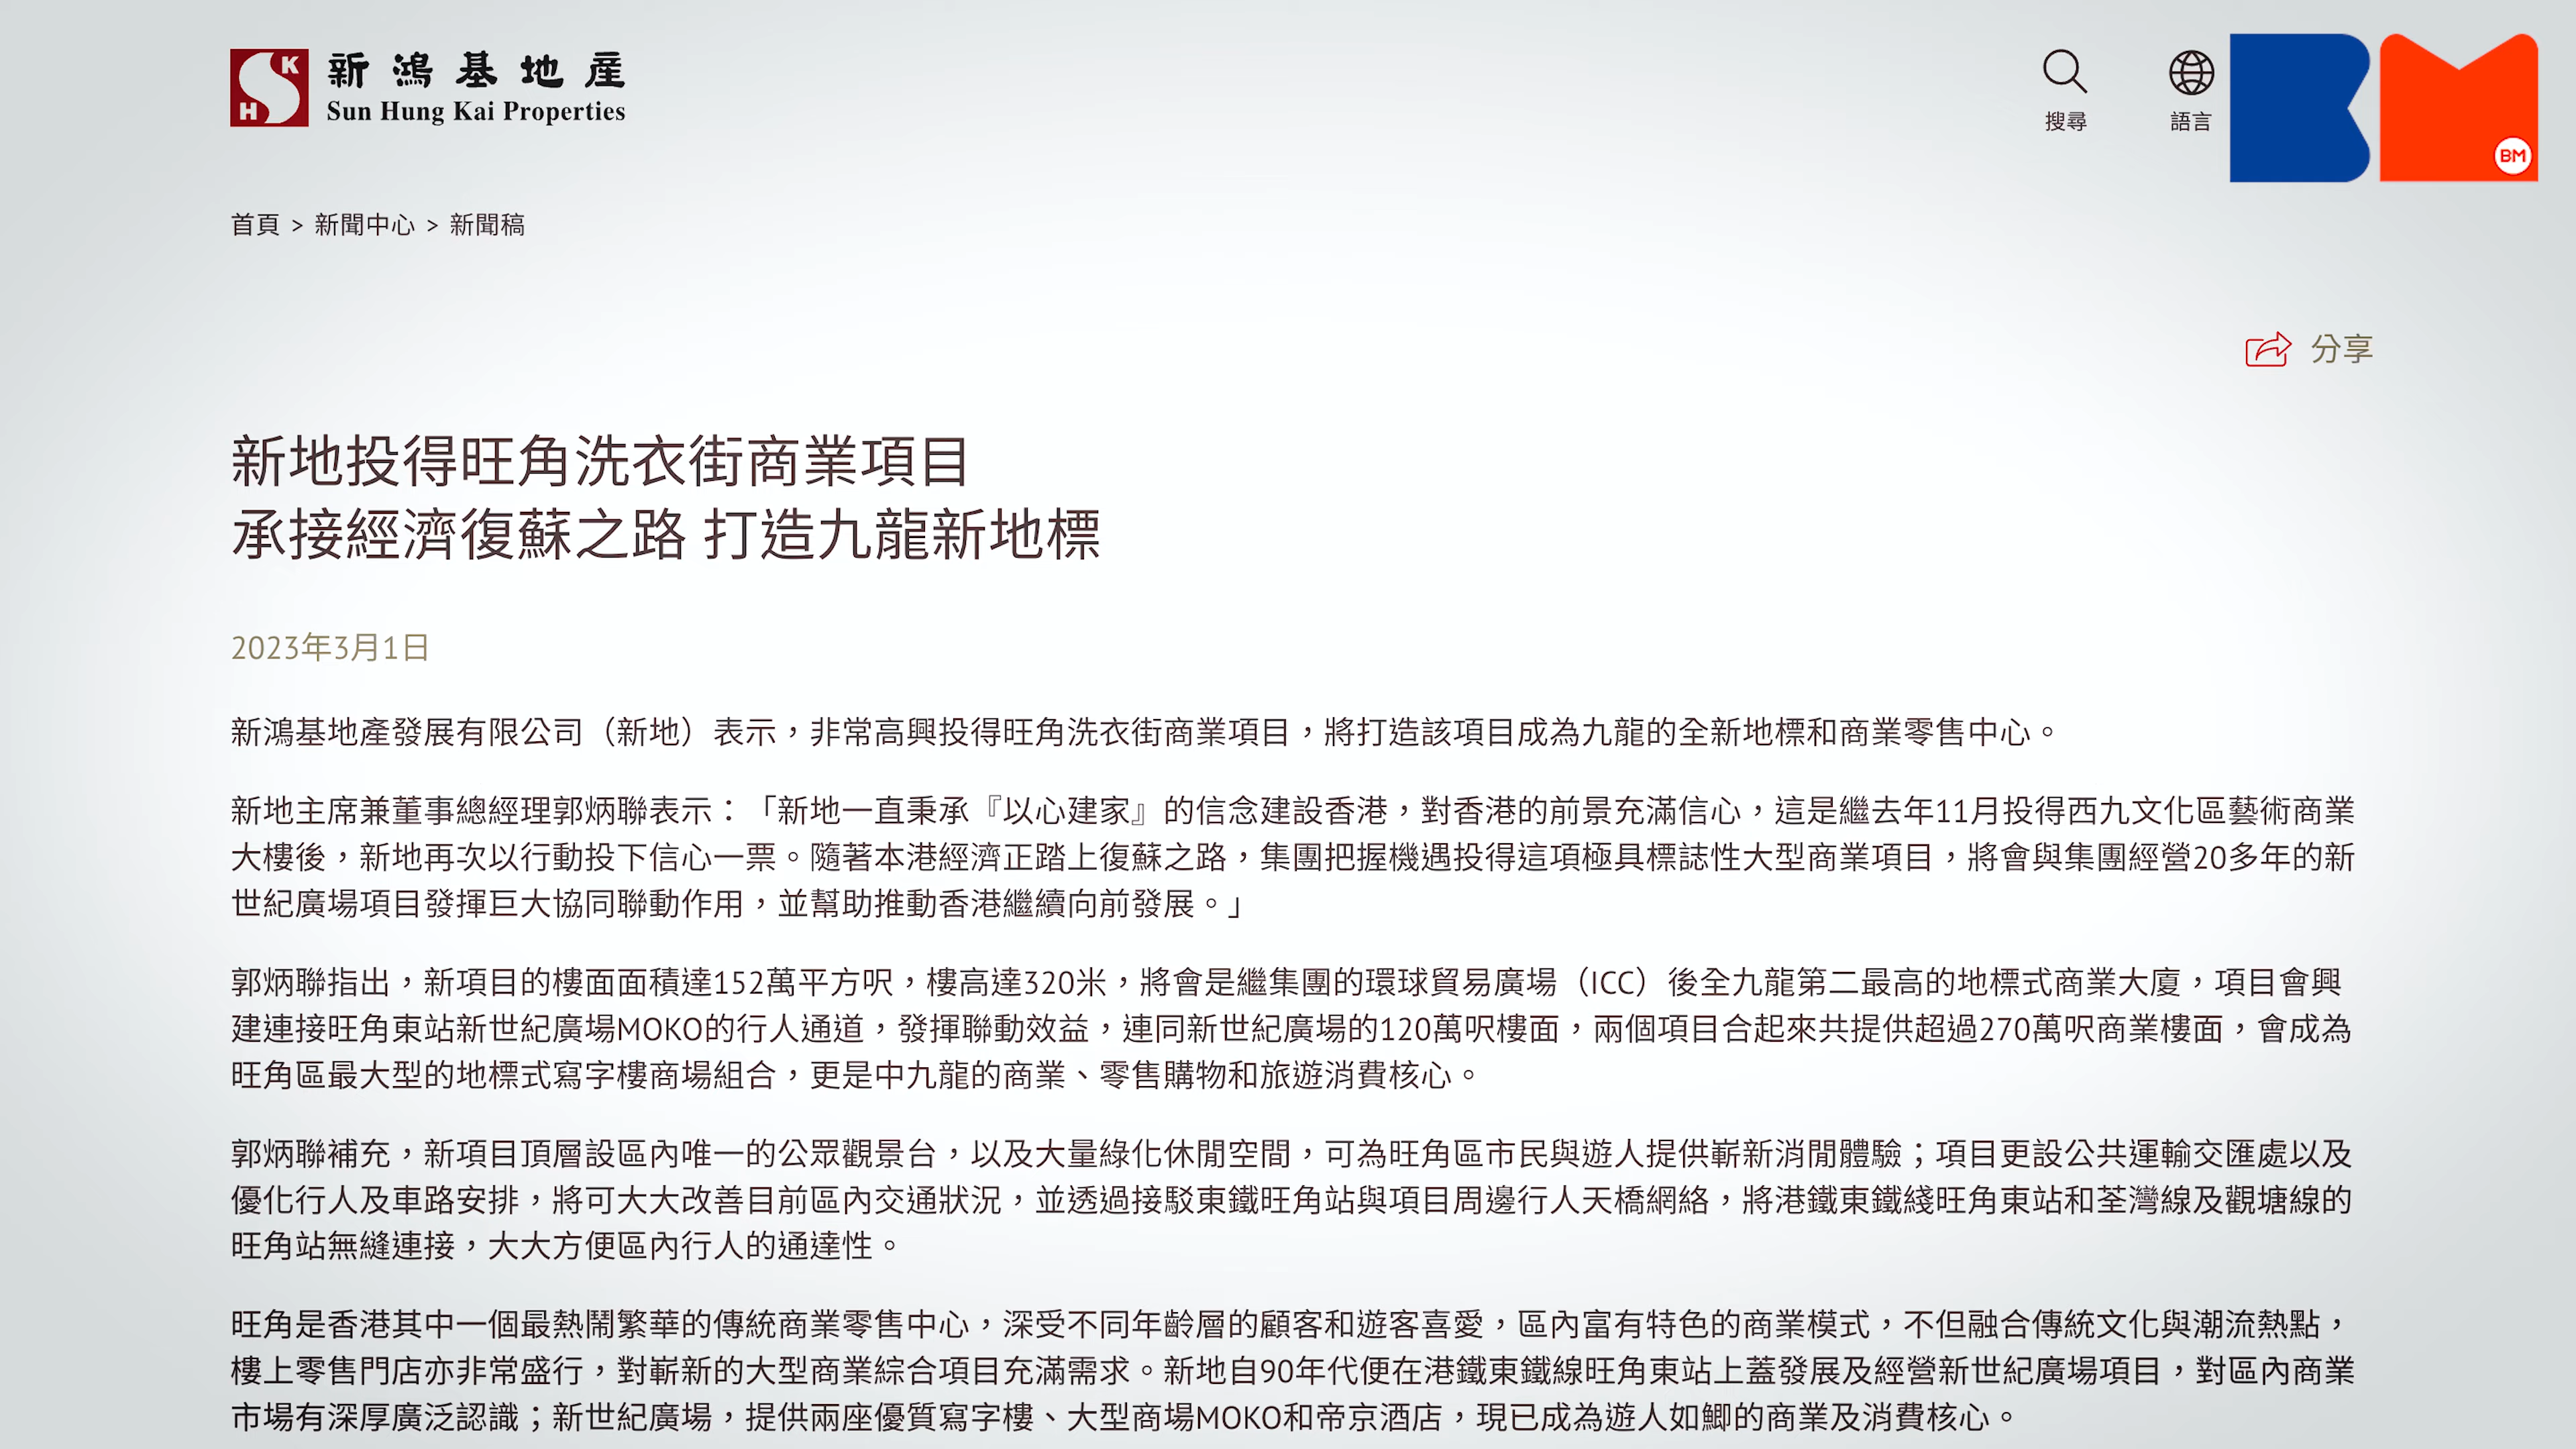 新鴻基地產
Sun Hung Kai Properties
SHK
搜尋
語言
BM
BM
首頁 > 新聞中心 > 新聞稿
分享
新地投得旺角洗衣街商業項目
承接經濟復蘇之路 打造九龍新地標
2023年3月1日
新鴻基地產發展有限公司（新地）表示，非常高興投得旺角洗衣街商業項目，將打造該項目成為九龍的全新地標和商業零售中心。
新地主席兼董事總經理郭炳聯表示：「新地一直秉承『以心建家』的信念建設香港，對香港的前景充滿信心，這是繼去年11月投得西九文化區藝術商業
大樓後，新地再次以行動投下信心一票。隨著本港經濟正踏上復蘇之路，集團把握機遇投得這項極具標誌性大型商業項目，將會與集團經營20多年的新
世紀廣場項目發揮巨大協同聯動作用，並幫助推動香港繼續向前發展。」
郭炳聯指出，新項目的樓面面積達152萬平方呎，樓高達320米，將會是繼集團的環球貿易廣場（ICC）後全九龍第二最高的地標式商業大廈，項目會興
建連接旺角東站新世紀廣場MOKO的行人通道，發揮聯動效益，連同新世紀廣場的120萬呎樓面，兩個項目合起來共提供超過270萬呎商業樓面，會成為
旺角區最大型的地標式寫字樓商場組合，更是中九龍的商業、零售購物和旅遊消費核心。
郭炳聯補充，新項目頂層設區內唯一的公眾觀景台，以及大量綠化休閒空間，可為旺角區市民與遊人提供嶄新消閒體驗；項目更設公共運輸交匯處以及
優化行人及車路安排，將可大大改善目前區內交通狀況，並透過接駁東鐵旺角站與項目周邊行人天橋網絡，將港鐵東鐵綫旺角東站和荃灣線及觀塘線的
旺角站無縫連接，大大方便區內行人的通達性。
旺角是香港其中一個最熱鬧繁華的傳統商業零售中心，深受不同年齡層的顧客和遊客喜愛，區內富有特色的商業模式，不但融合傳統文化與潮流熱點，
樓上零售門店亦非常盛行，對嶄新的大型商業綜合項目充滿需求。新地自90年代便在港鐵東鐵線旺角東站上蓋發展及經營新世紀廣場項目，對區內商業
市場有深厚廣泛認識；新世紀廣場，提供兩座優質寫字樓、大型商場MOKO和帝京酒店，現已成為遊人如鯽的商業及消費核心。